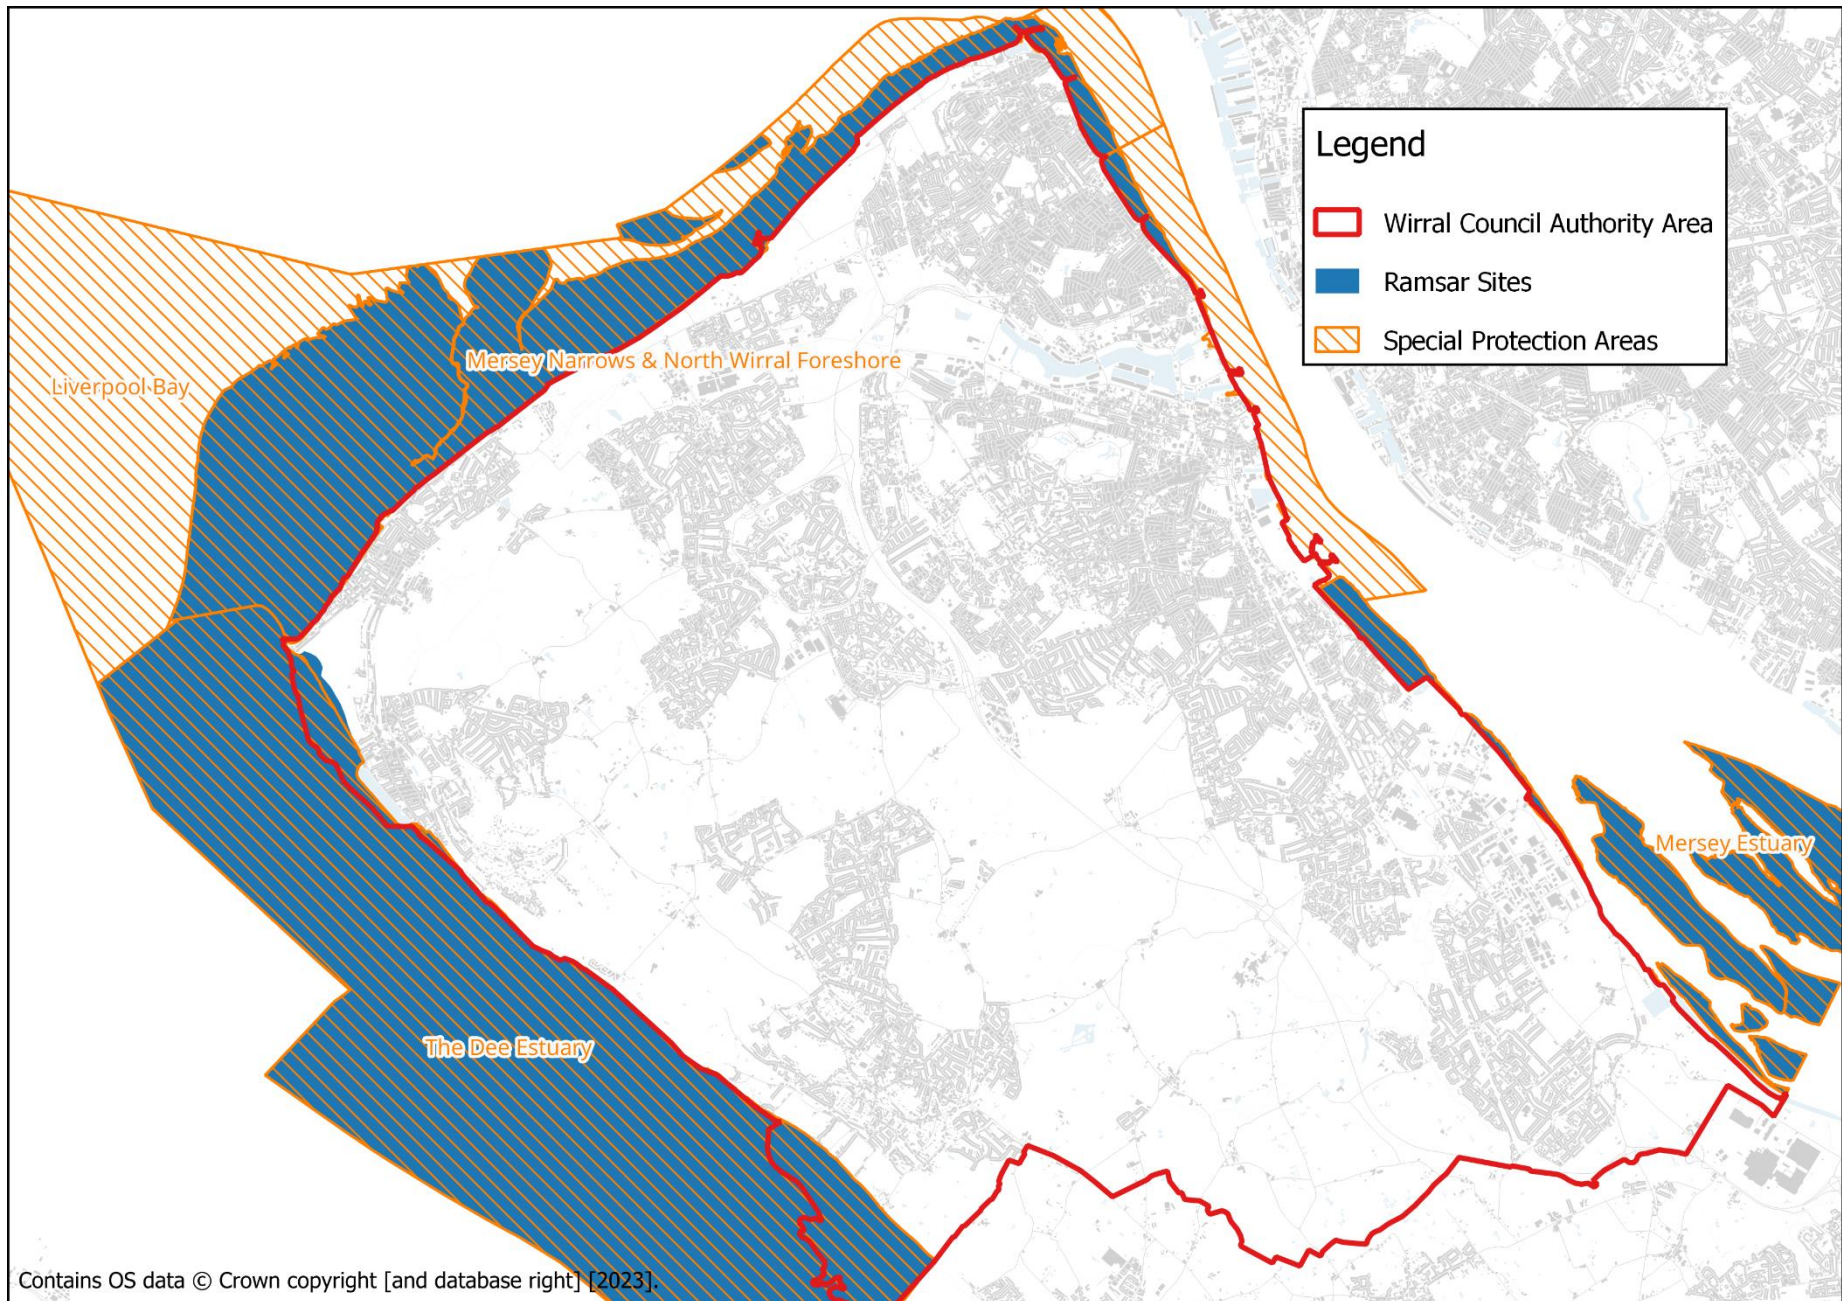 Legend
Wirral Council Authority Area
Ramsar Sites
Special Protection Areas
Mersey Narrows & North Wirral Foreshore
Liverpool Bay
Mersey Estuary
The Dee Estuary
Contains OS data © Crown copyright [and database right] [2023].